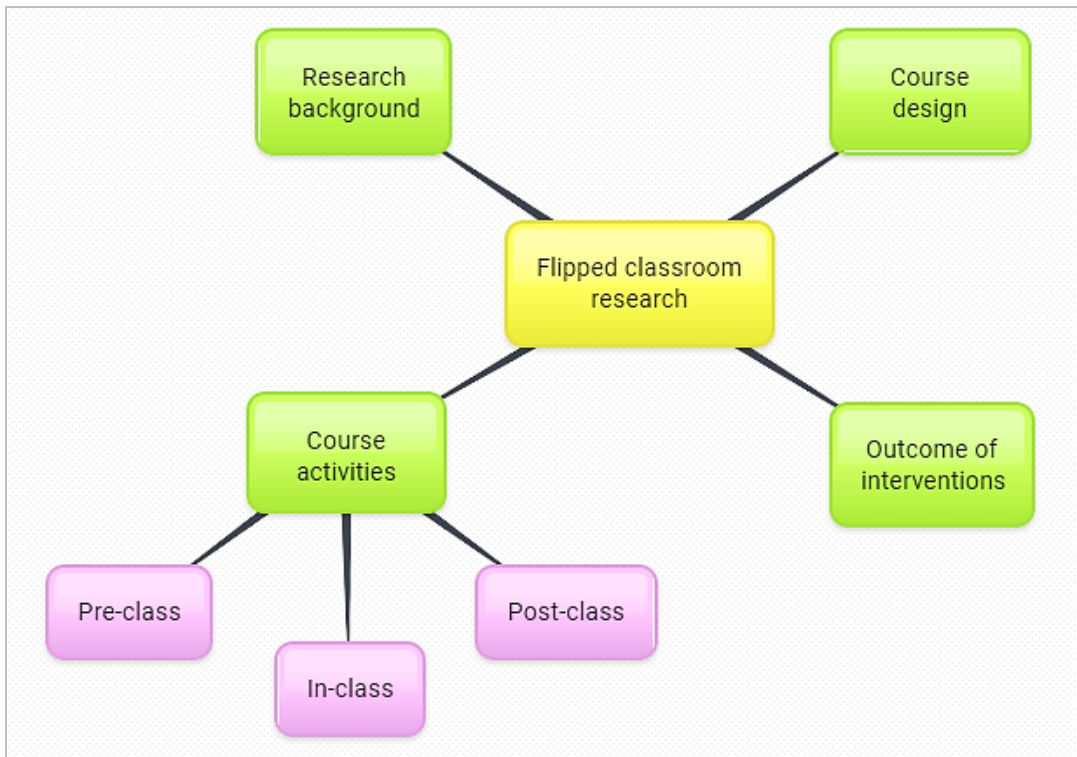 Research
background
Course
design
Flipped classroom
research
Course
activities
Outcome of
interventions
Pre-class
In-class
Post-class